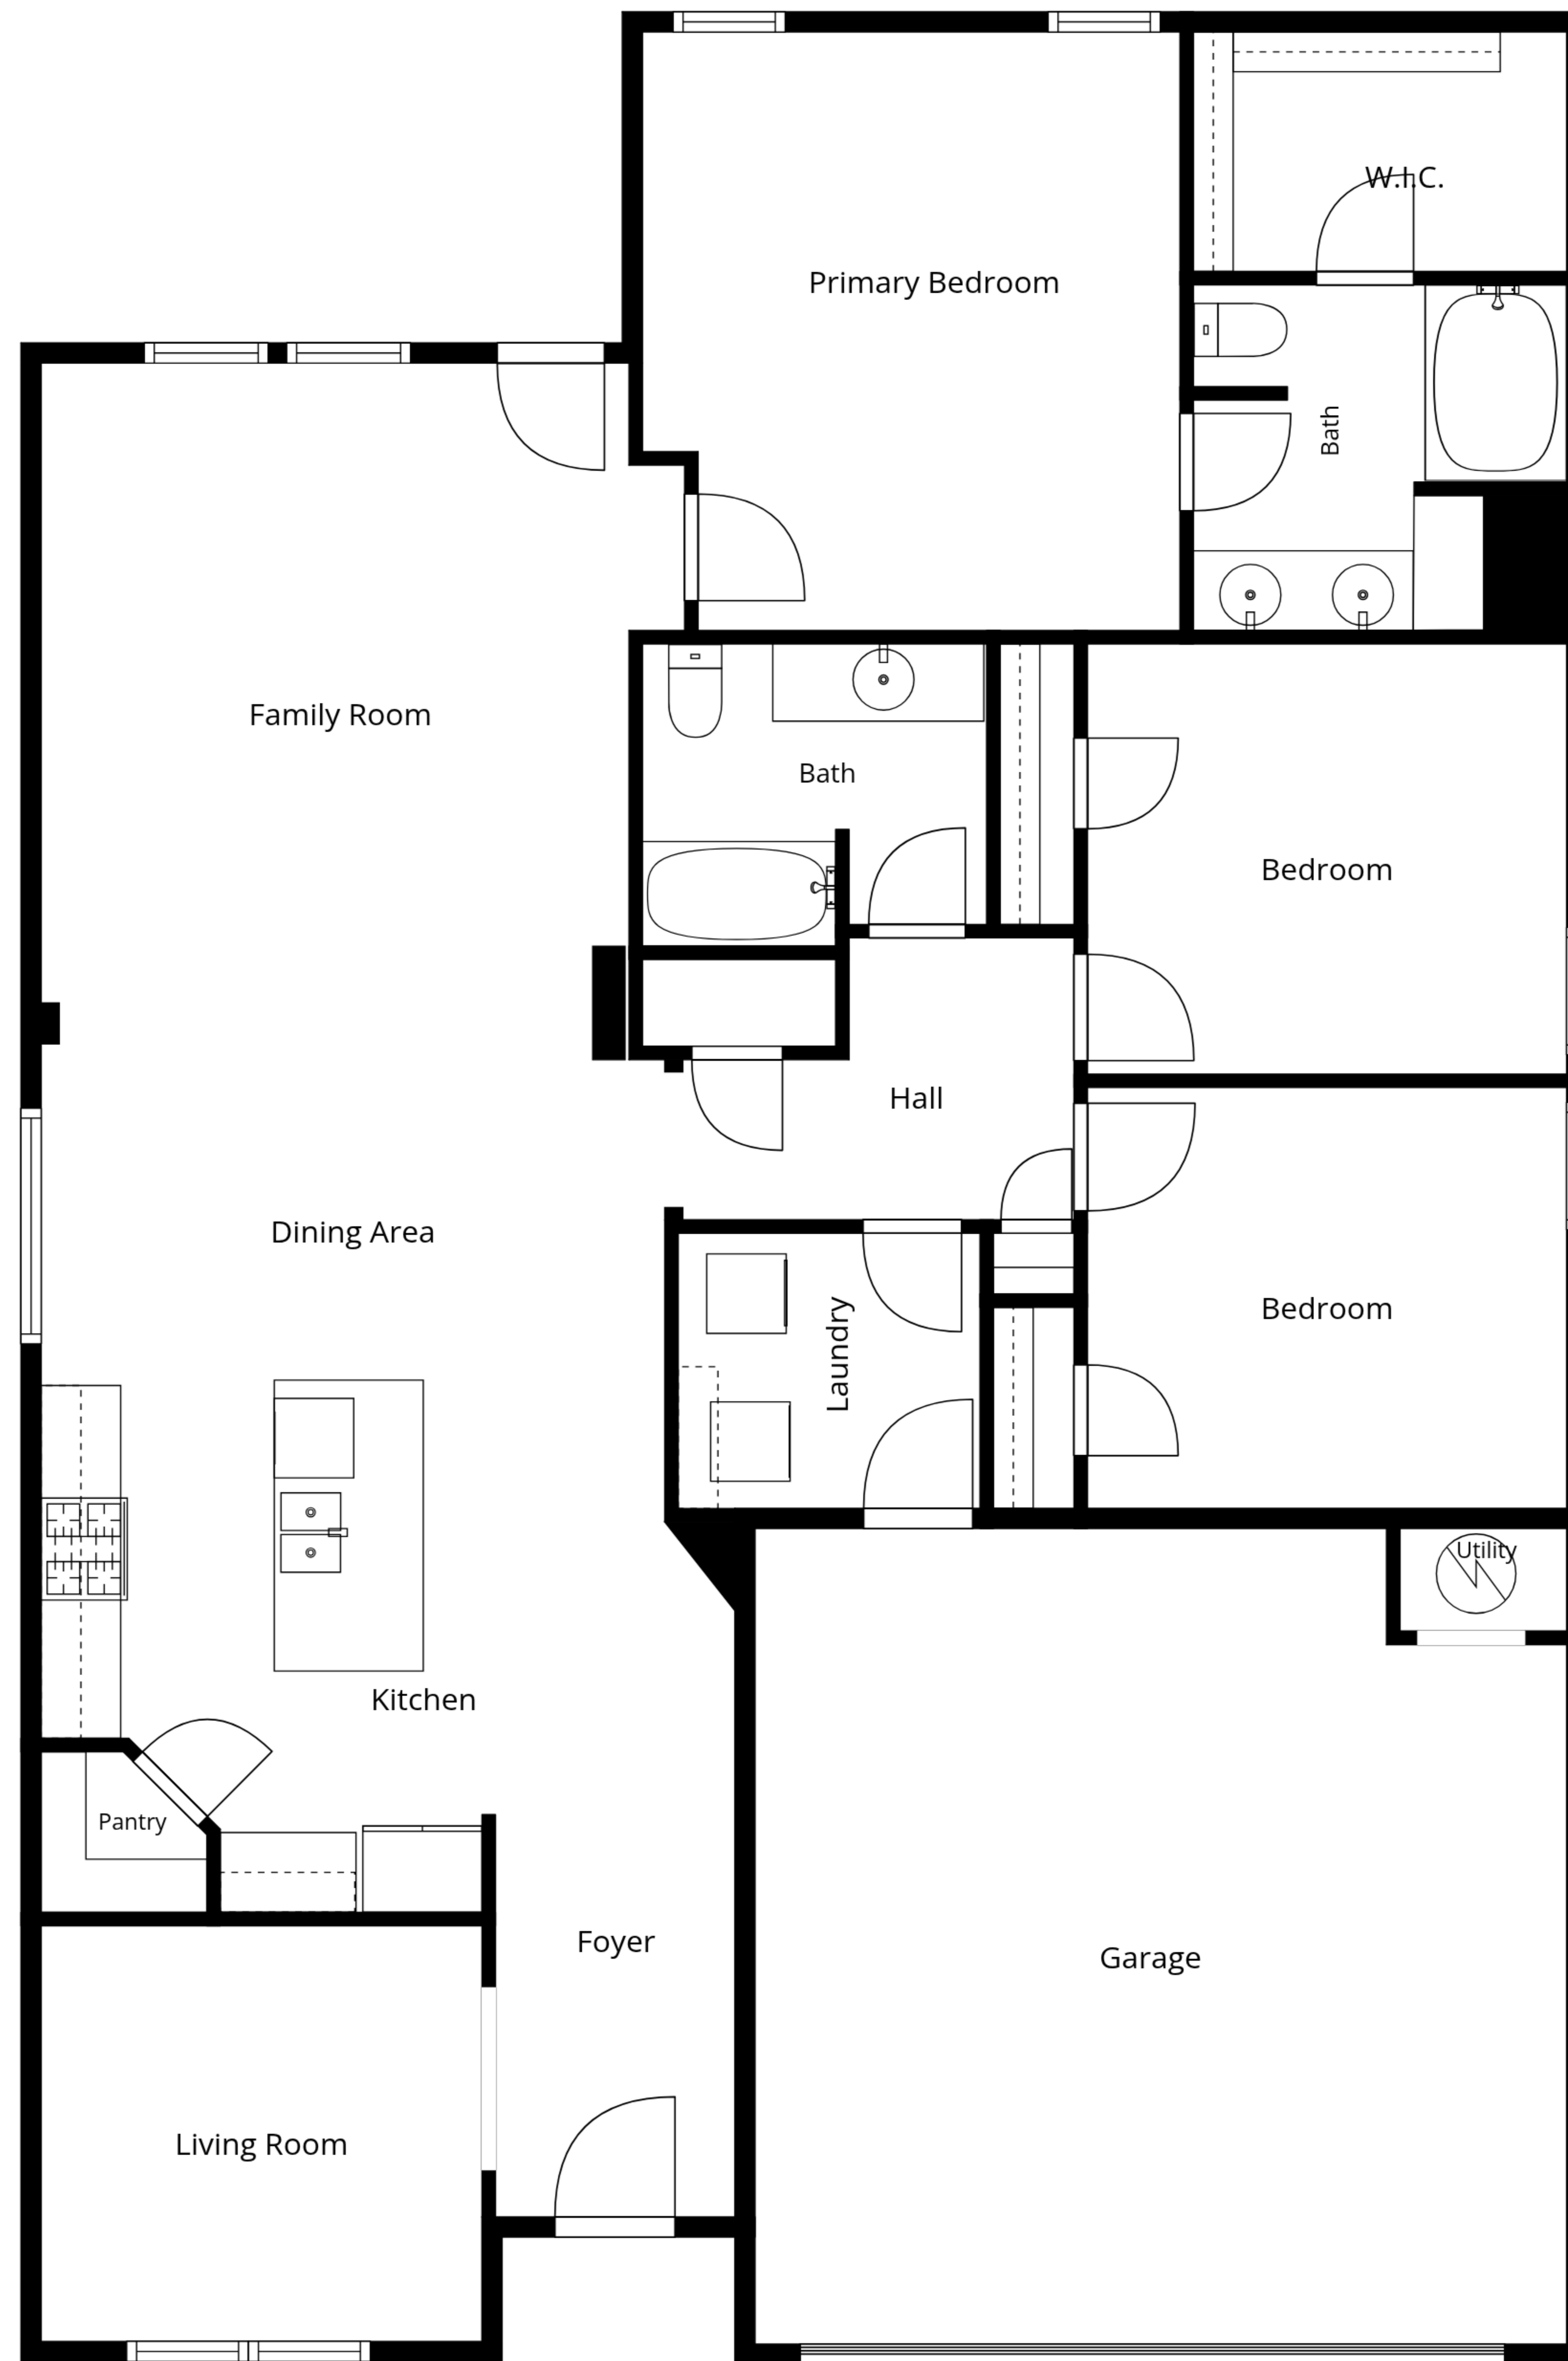 W.I.C.
Primary Bedroom
Bath
Family Room
Bath
Bedroom
Hall
Dining Area
Bedroom
Laundry
Utility
Kitchen
Pantry
Foyer
Garage
Living Room